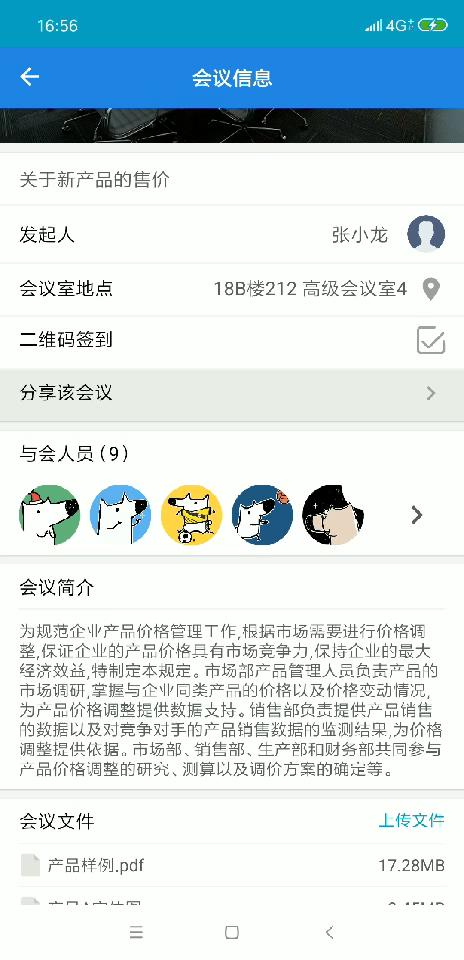 16:56
4G+
会议信息
关于新产品的售价
发起人 张小龙
会议室地点 18B楼212 高级会议室4
二维码签到
分享该会议
与会人员(9)
会议简介
为规范企业产品价格管理工作,根据市场需要进行价格调
整,保证企业的产品价格具有市场竞争力,保持企业的最大
经济效益,特制定本规定。市场部产品管理人员负责产品的
市场调研,掌握与企业同类产品的价格以及价格变动情况,
为产品价格调整提供数据支持。销售部负责提供产品销售
的数据以及对竞争对手的产品销售数据的监测结果,为价格
调整提供依据。市场部、销售部、生产部和财务部共同参与
产品价格调整的研究、测算以及调价方案的确定等。
会议文件 上传文件
产品样例.pdf 17.28MB